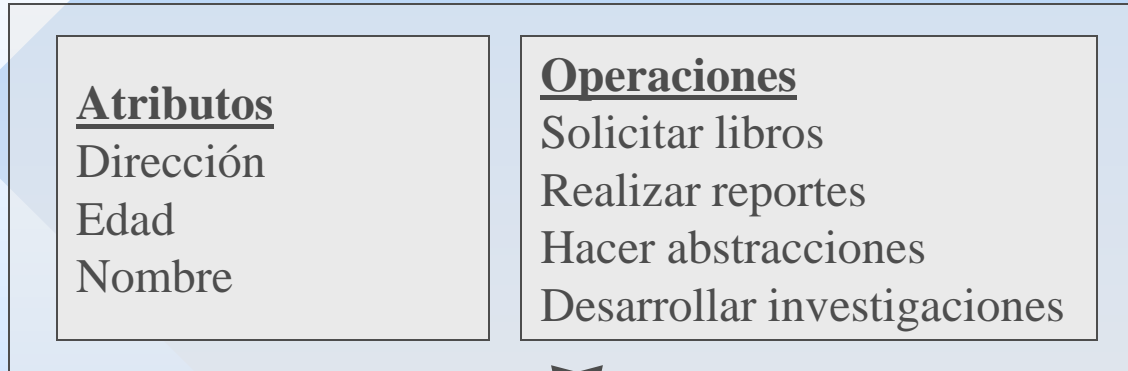 Atributos
Dirección
Edad
Nombre
Operaciones
Solicitar libros
Realizar reportes
Hacer abstracciones
Desarrollar investigaciones